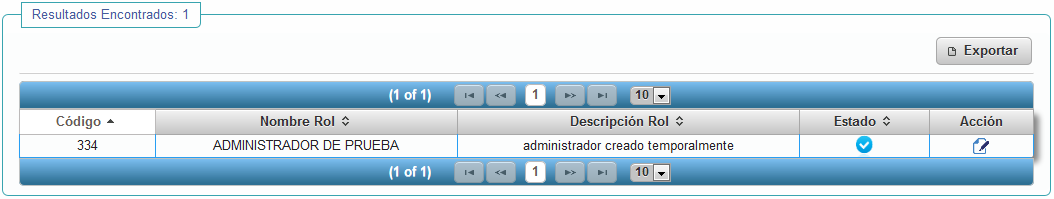 Resultados Encontrados: 1
Exportar
(1 of 1) 1 10
Código Nombre Rol Descripción Rol Estado Acción
334 ADMINISTRADOR DE PRUEBA administrador creado temporalmente
(1 of 1) 1 10